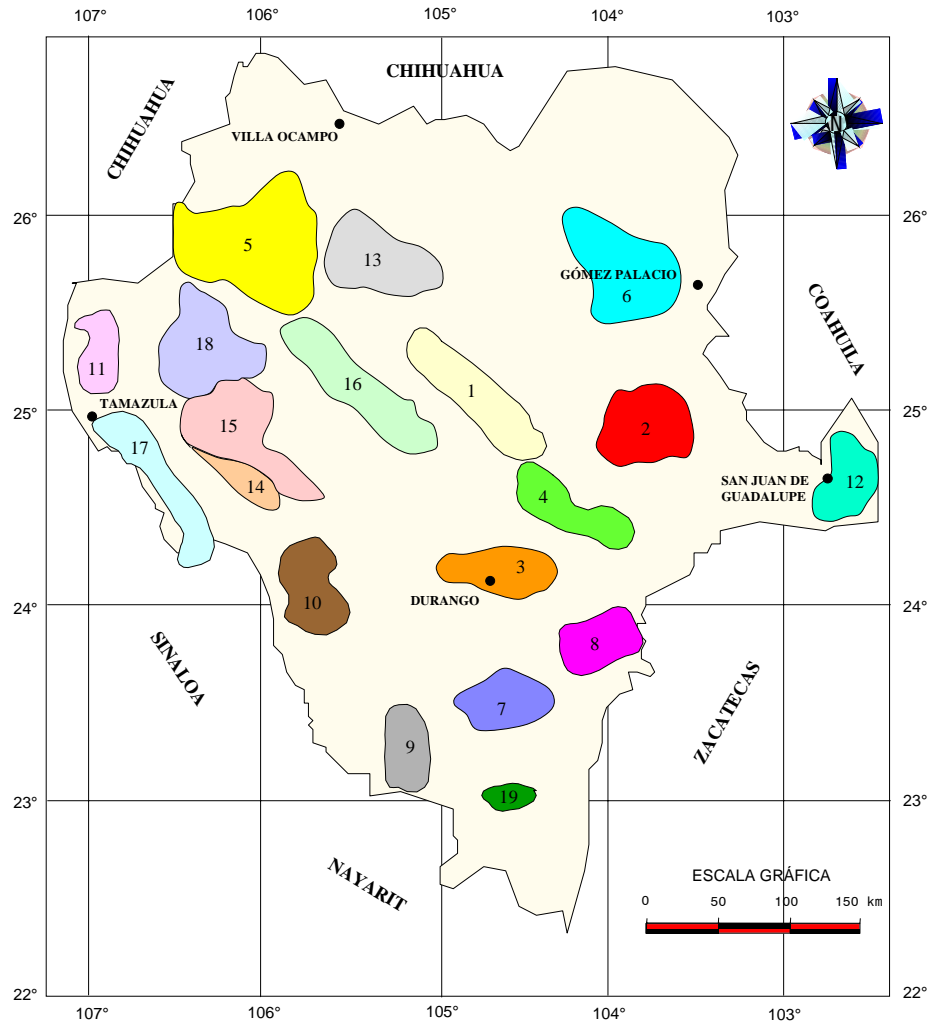 107°
106°
105°
104°
103°
CHIHUAHUA
CHIHUAHUA
N
VILLA OCAMPO
26°
26°
5
13
GÓMEZ PALACIO
6
COAHUILA
11
18
16
1
TAMAZULA
25°
25°
15
2
17
14
4
SAN JUAN DE
GUADALUPE
12
3
DURANGO
10
24°
24°
8
SINALOA
ZACATECAS
7
9
19
23°
23°
NAYARIT
ESCALA GRÁFICA
0 50 100 150 km
22°
22°
107°
106°
105°
104°
103°